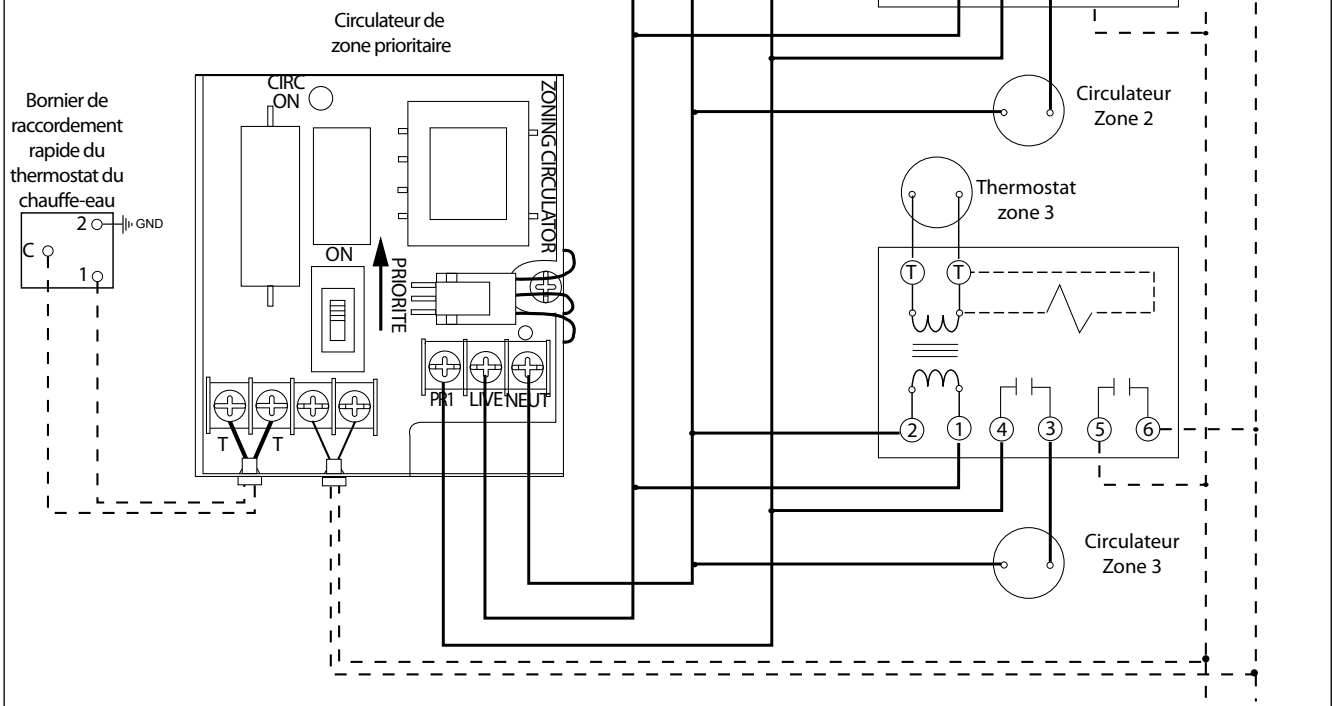 Circulateur de
zone prioritaire
Bornier de
raccordement
rapide du
thermostat du
chauffe-eau
2
GND
C
1
CIRC
ON
ZONING CIRCULATOR
ON
PRIORITE
PR1
LIVE
NEUT
T
T
Circulateur
Zone 2
Thermostat
zone 3
T
T
2
1
4
3
5
6
Circulateur
Zone 3